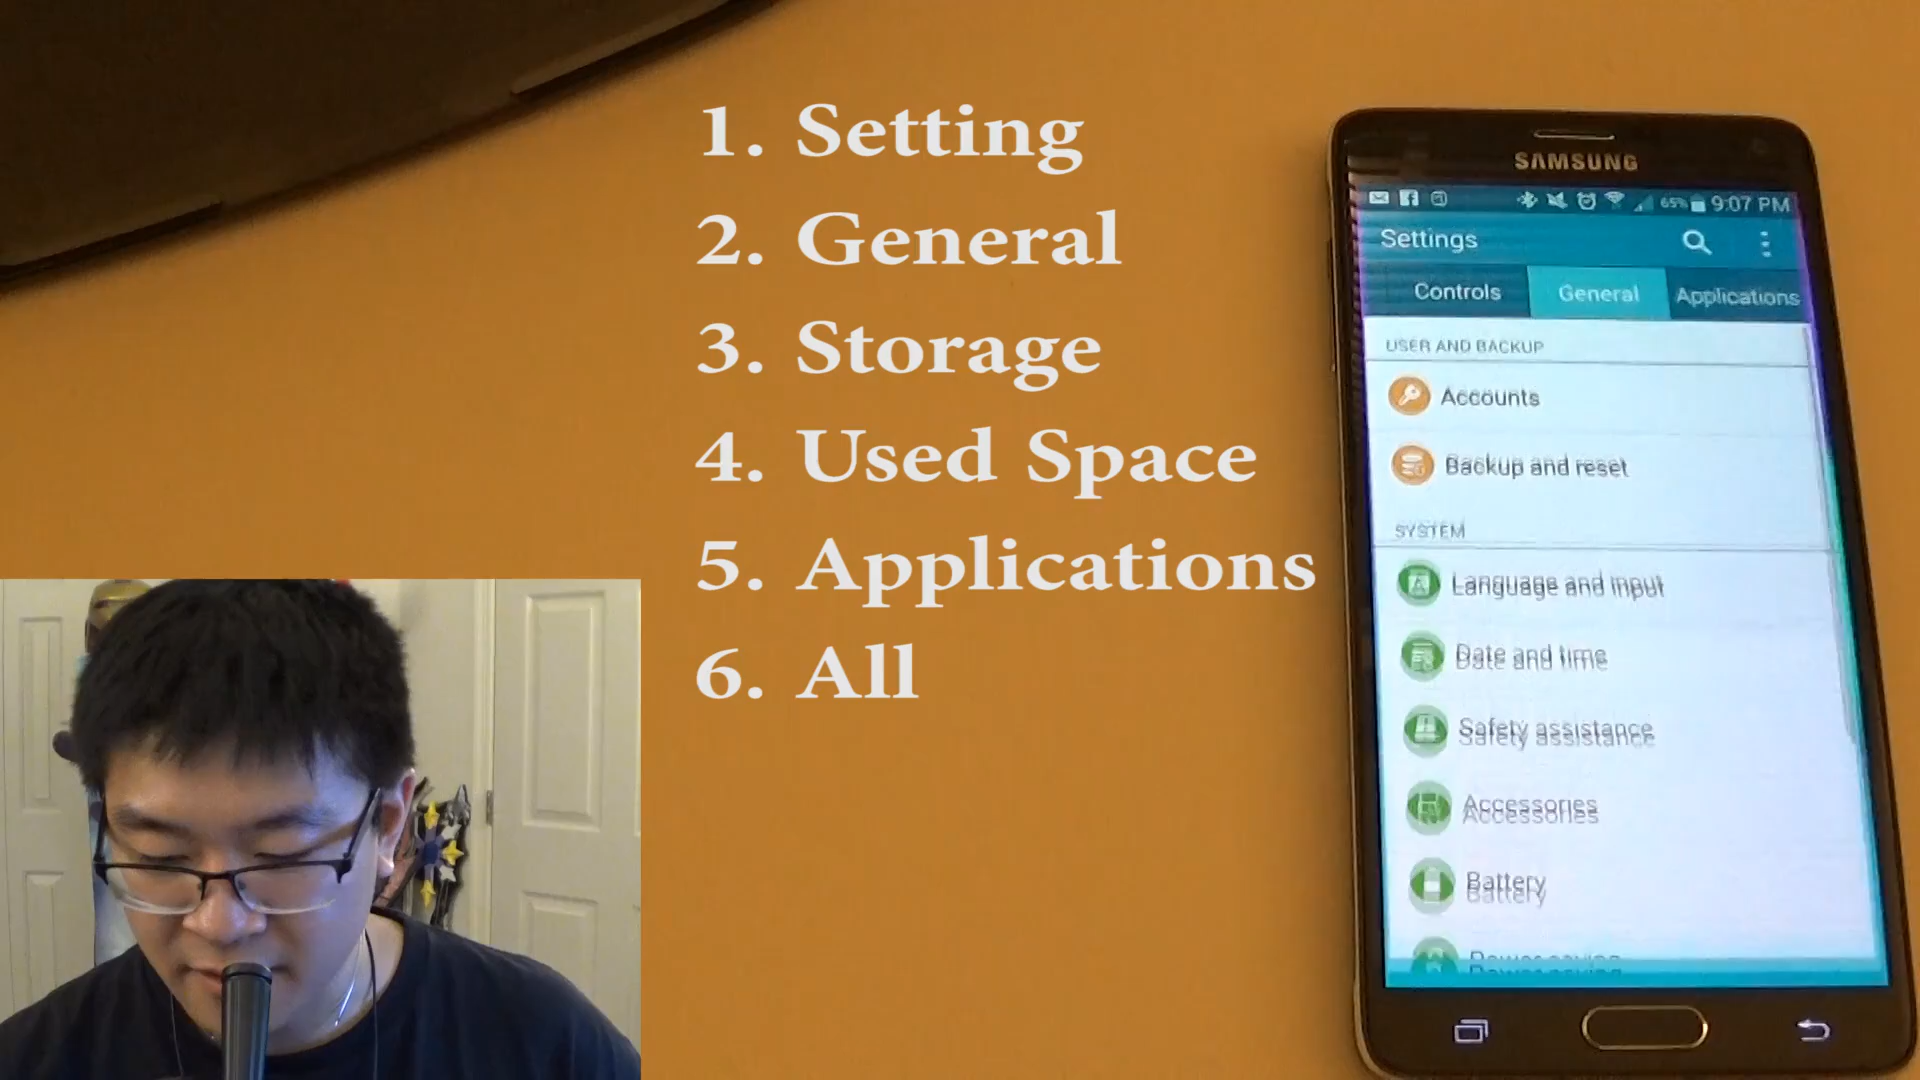 1. Setting
2. General
3. Storage
4. Used Space
5. Applications
6. All
SAMSUNG
65% 9:07 PM
Settings
Controls General Applications
USER AND BACKUP
Accounts
Backup and reset
SYSTEM
Language and input
Date and time
Safety assistance
Accessories
Battery
Power saving